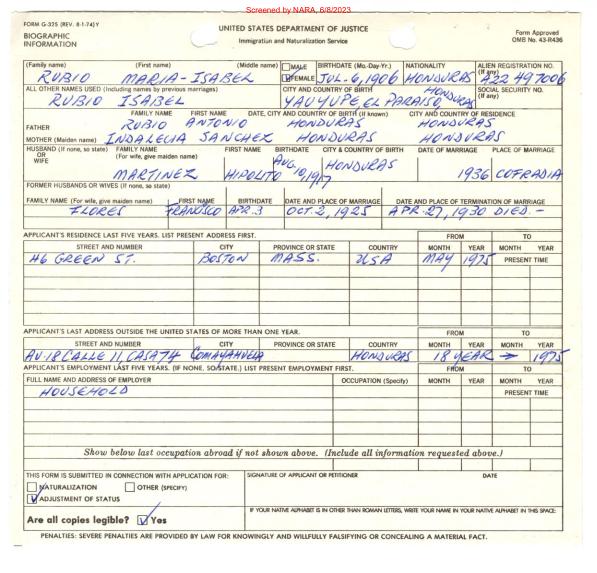 Screened by NARA, 6/8/2023
FORM G-325 (REV. 8-1-74) Y
UNITED STATES DEPARTMENT OF JUSTICE
Form Approved
BIOGRAPHIC
Immigration and Naturalization Service
OMB No. 43-R436
INFORMATION
(Family name) (First name) (Middle name) MALE BIRTHDATE (Mo.-Day-Yr.) NATIONALITY ALIEN REGISTRATION NO.
(If any)
RUBIO MARIA-ISABEL FEMALE JUL. 6, 1906 HONDURAS A22 497006
ALL OTHER NAMES USED (Including names by previous marriages) CITY AND COUNTRY OF BIRTH SOCIAL SECURITY NO.
(If any)
RUBIO ISABEL YAUYUPE, EL PARAISO, HONDURAS
FAMILY NAME FIRST NAME DATE, CITY AND COUNTRY OF BIRTH (If known) CITY AND COUNTRY OF RESIDENCE
FATHER RUBIO ANTONIO HONDURAS HONDURAS
MOTHER (Maiden name) INDALECIA SANCHEZ HONDURAS HONDURAS
HUSBAND (If none, so state) FAMILY NAME FIRST NAME BIRTHDATE CITY & COUNTRY OF BIRTH DATE OF MARRIAGE PLACE OF MARRIAGE
OR (For wife, give maiden name)
WIFE
MARTINEZ HIPOLITO AUG. 10, 1917 HONDURAS 1936 COFRADIA
FORMER HUSBANDS OR WIVES (If none, so state)
FAMILY NAME (For wife, give maiden name) FIRST NAME BIRTHDATE DATE AND PLACE OF MARRIAGE DATE AND PLACE OF TERMINATION OF MARRIAGE
FLORES APR. 3 OCT. 2, 1925 APR. 27, 1930 DIED. -
APPLICANT'S RESIDENCE LAST FIVE YEARS. LIST PRESENT ADDRESS FIRST. FROM TO
STREET AND NUMBER CITY PROVINCE OR STATE COUNTRY MONTH YEAR MONTH YEAR
46 GREEN ST. BOSTON MASS. USA MAY 1975 PRESENT TIME
APPLICANT'S LAST ADDRESS OUTSIDE THE UNITED STATES OF MORE THAN ONE YEAR. FROM TO
STREET AND NUMBER CITY PROVINCE OR STATE COUNTRY MONTH YEAR MONTH YEAR
AV-18 CALLE 11, CASA 74 HONDURAS 18 YEAR → 1975
APPLICANT'S EMPLOYMENT LAST FIVE YEARS. (IF NONE, SO STATE.) LIST PRESENT EMPLOYMENT FIRST. FROM TO
FULL NAME AND ADDRESS OF EMPLOYER OCCUPATION (Specify) MONTH YEAR MONTH YEAR
HOUSEHOLD PRESENT TIME
Show below last occupation abroad if not shown above. (Include all information requested above.)
THIS FORM IS SUBMITTED IN CONNECTION WITH APPLICATION FOR: SIGNATURE OF APPLICANT OR PETITIONER DATE
NATURALIZATION OTHER (SPECIFY)
ADJUSTMENT OF STATUS
IF YOUR NATIVE ALPHABET IS IN OTHER THAN ROMAN LETTERS, WRITE YOUR NAME IN YOUR NATIVE ALPHABET IN THIS SPACE:
Are all copies legible? Yes
PENALTIES: SEVERE PENALTIES ARE PROVIDED BY LAW FOR KNOWINGLY AND WILLFULLY FALSIFYING OR CONCEALING A MATERIAL FACT.